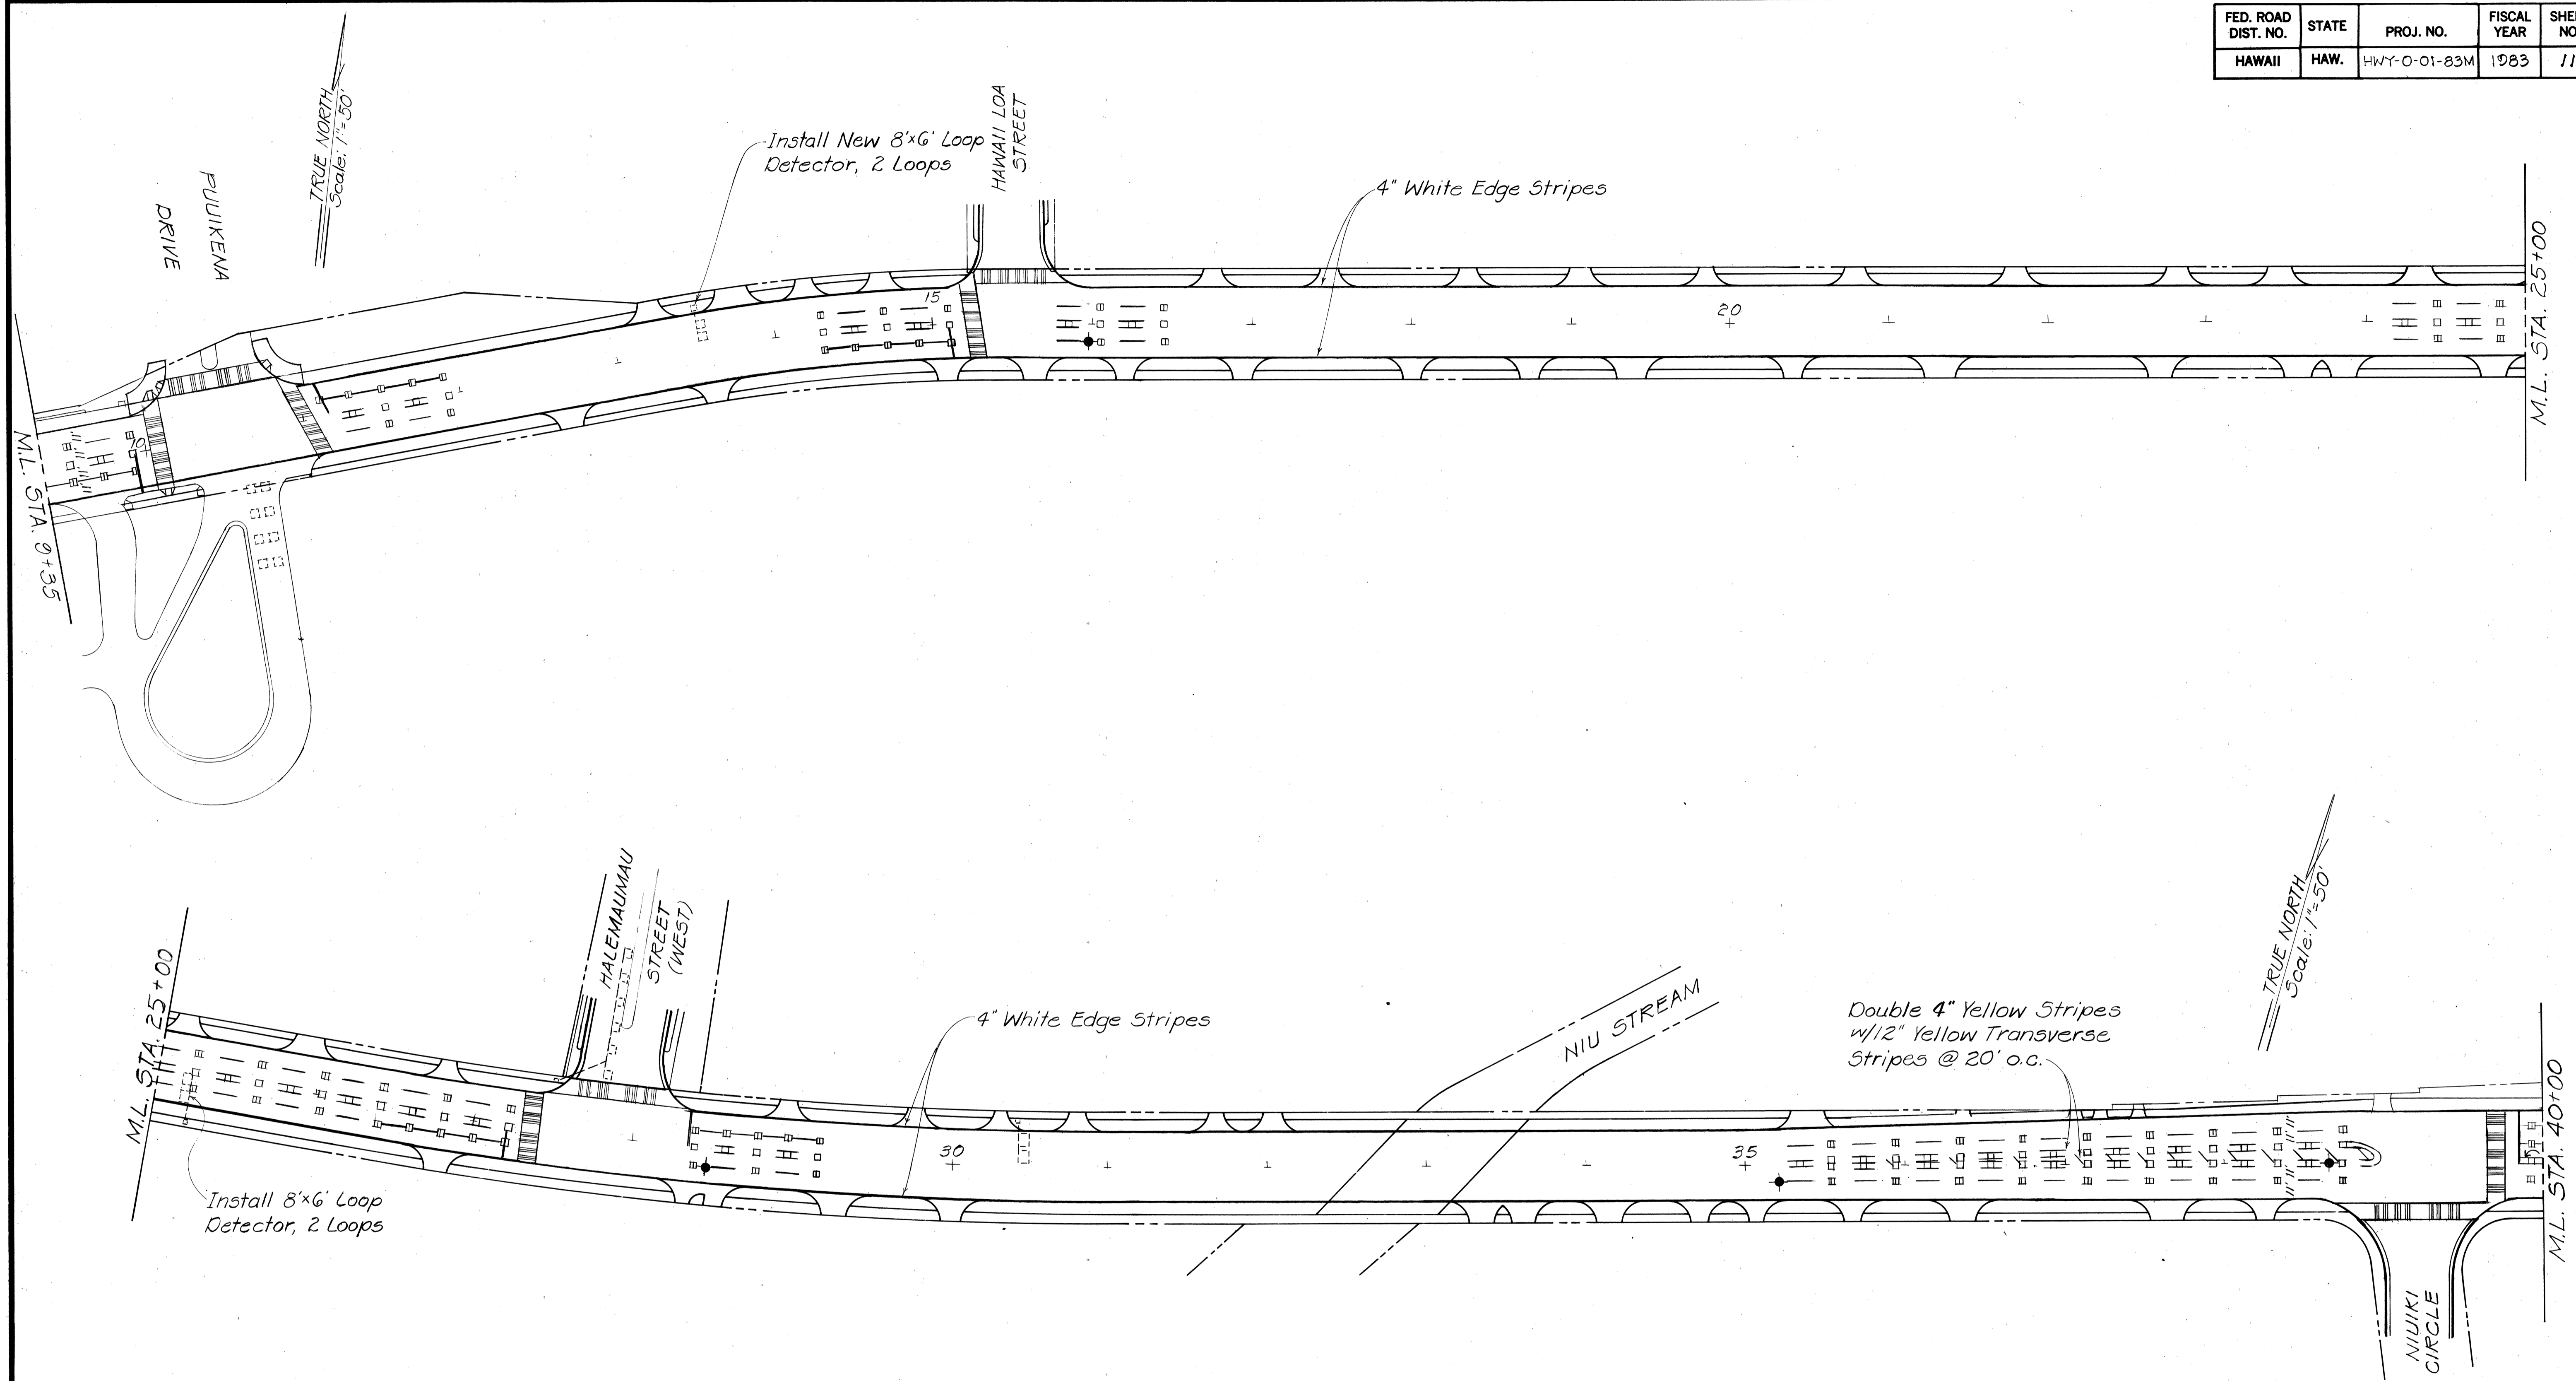 FED. ROAD DIST. NO. STATE PROJ. NO. FISCAL YEAR
HAWAII HAW. HWY-O-01-83M 1983 11
TRUE NORTH
Scale: 1"=50'
PUUIKENA
DRIVE
Install New 8'x6' Loop
Detector, 2 Loops
HAWAII LOA
STREET
4" White Edge Stripes
M.L. STA. 9+35
10
15
20
M.L. STA. 25+00
M.L. STA. 25+00
HALEMAUMAU
STREET
(WEST)
Install 8'x6' Loop
Detector, 2 Loops
4" White Edge Stripes
30
NIU STREAM
35
Double 4" Yellow Stripes
w/12" Yellow Transverse
Stripes @ 20' o.c.
TRUE NORTH
Scale: 1"=50'
NIUIKI
CIRCLE
M.L. STA. 40+00